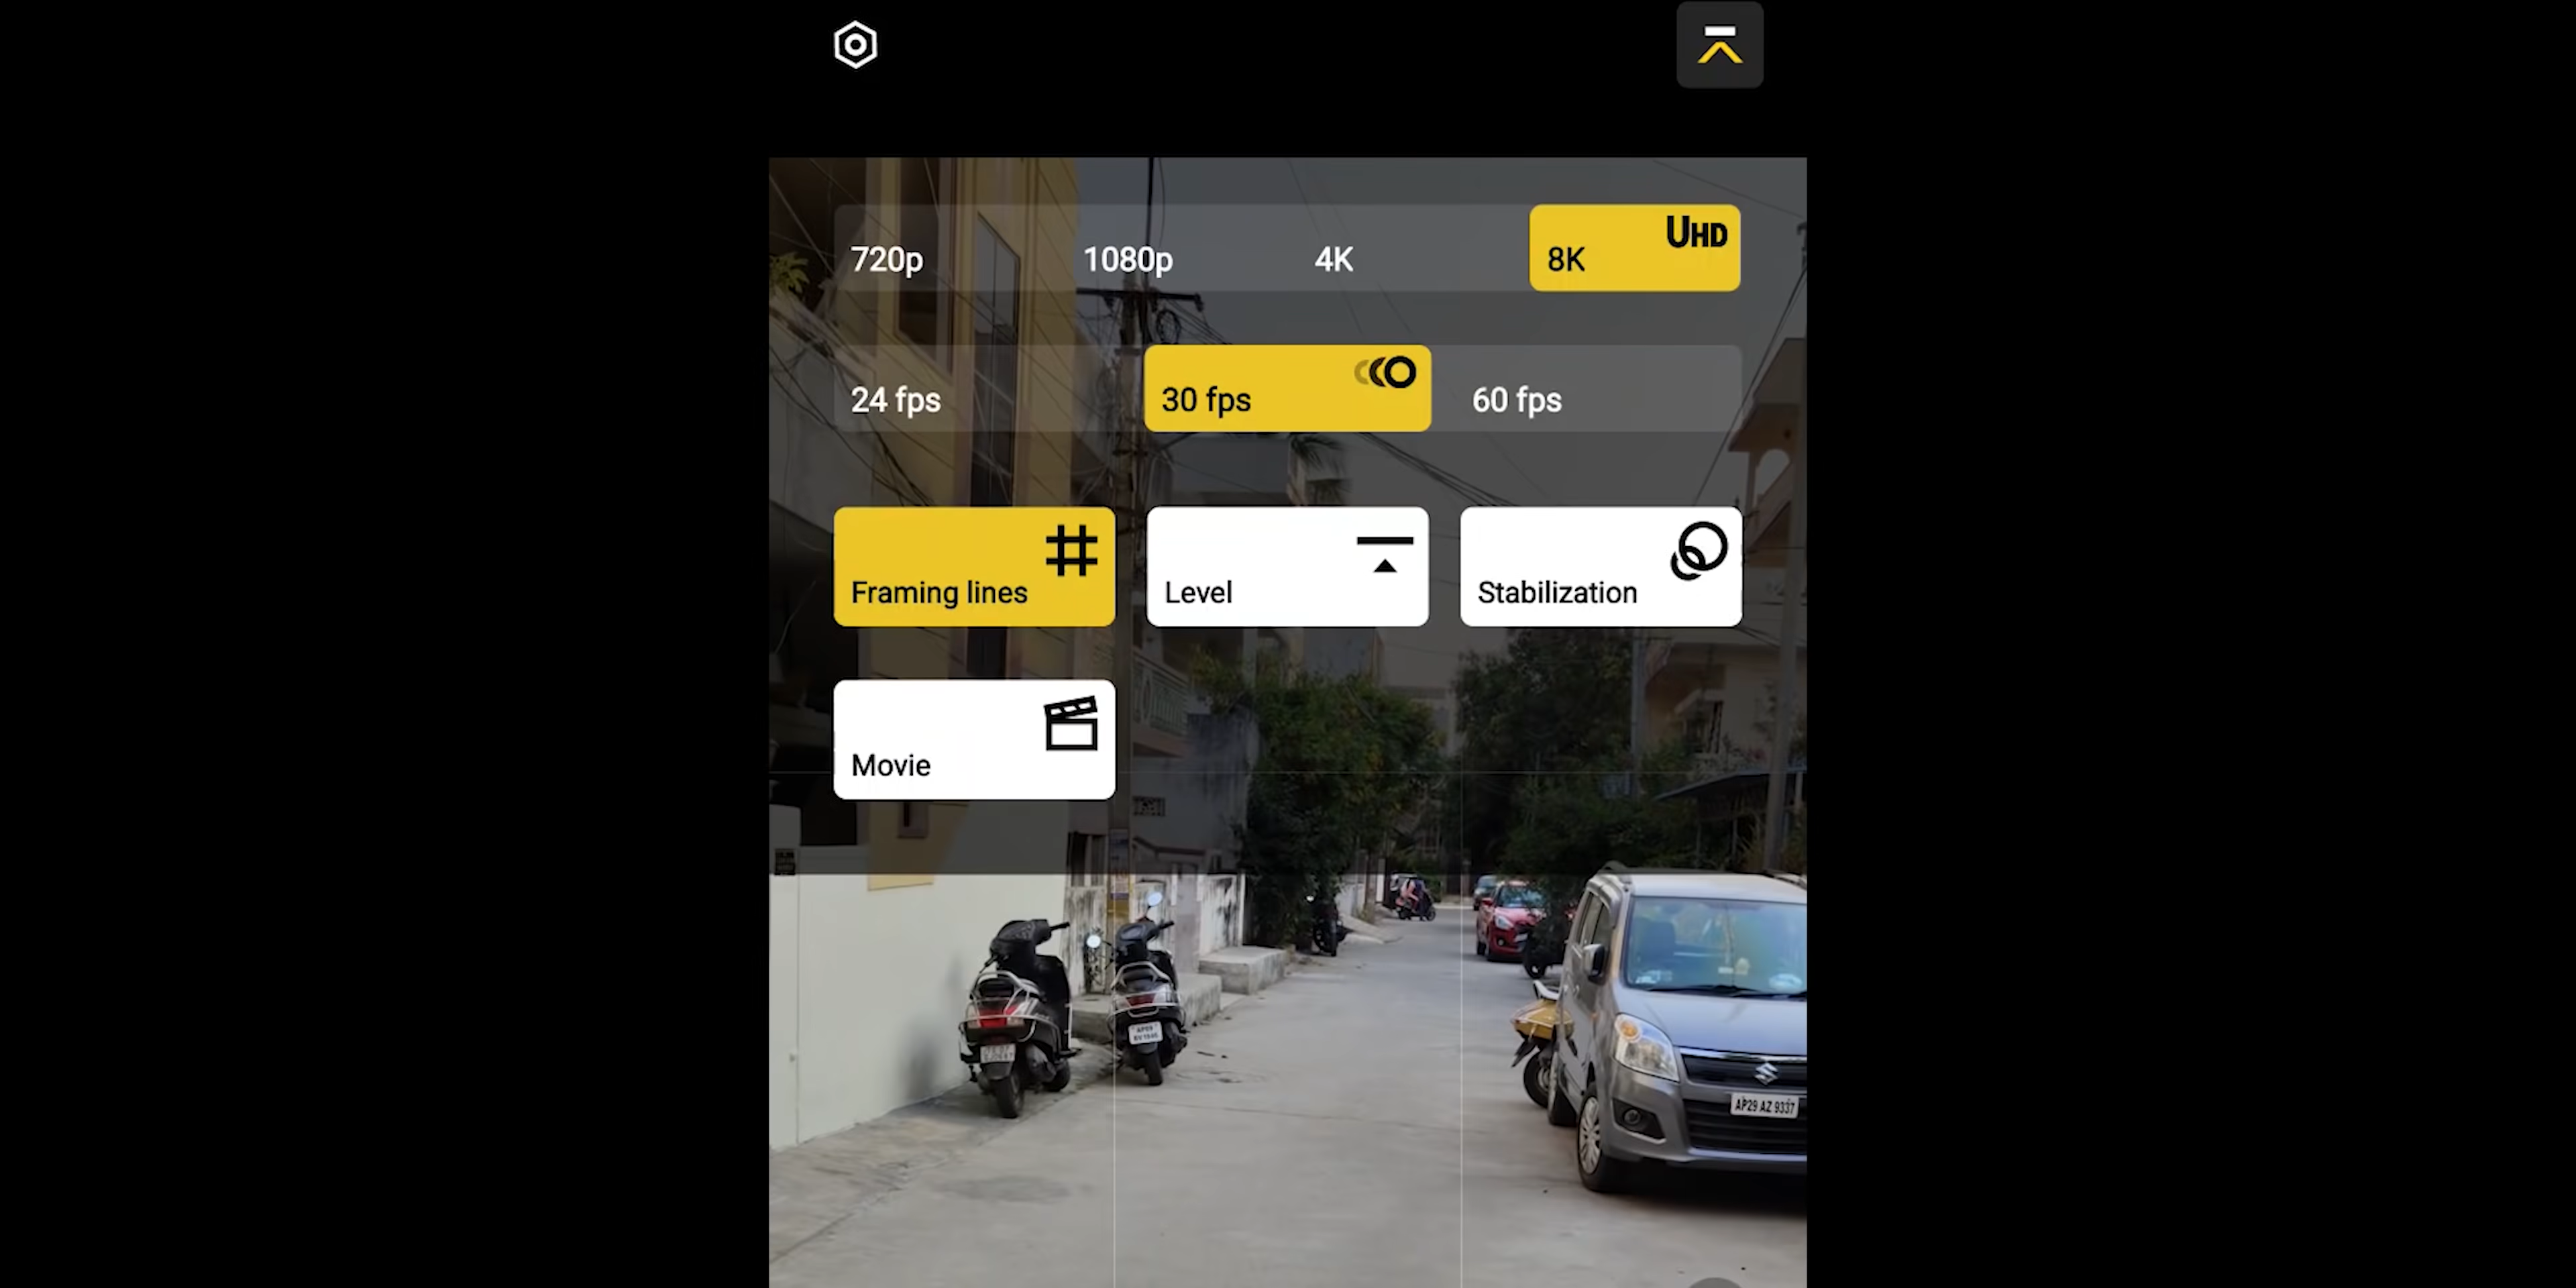 720p 1080p 4K 8K UHD
24 fps 30 fps 60 fps
Framing lines Level Stabilization
Movie
AP29 AZ 9337